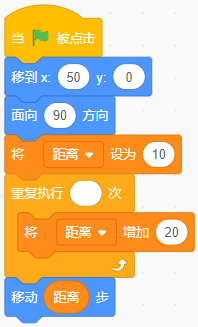 当 被点击
移到 x: 50 y: 0
面向 90 方向
将 距离 设为 10
重复执行 次
将 距离 增加 20
移动 距离 步